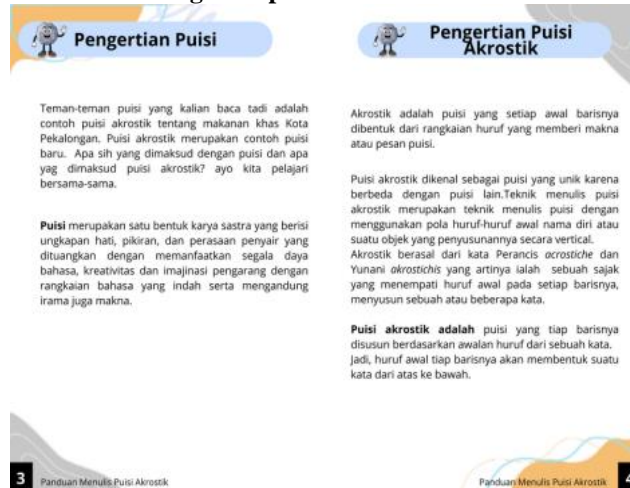 Pengertian Puisi
Teman-teman puisi yang kalian baca tadi adalah
contoh puisi akrostik tentang makanan khas Kota
Pekalongan. Puisi akrostik merupakan contoh puisi
baru. Apa sih yang dimaksud dengan puisi dan apa
yag dimaksud puisi akrostik? ayo kita pelajari
bersama-sama.
Puisi merupakan satu bentuk karya sastra yang berisi
ungkapan hati, pikiran, dan perasaan penyair yang
dituangkan dengan memanfaatkan segala daya
bahasa, kreativitas dan imajinasi pengarang dengan
rangkaian bahasa yang indah serta mengandung
irama juga makna.
3
Panduan Menulis Puisi Akrostik
Pengertian Puisi
Akrostik
Akrostik adalah puisi yang setiap awal barisnya
dibentuk dari rangkaian huruf yang memberi makna
atau pesan puisi.
Puisi akrostik dikenal sebagai puisi yang unik karena
berbeda dengan puisi lain.Teknik menulis puisi
akrostik merupakan teknik menulis puisi dengan
menggunakan pola huruf-huruf awal nama diri atau
suatu objek yang penyusunannya secara vertical.
Akrostik berasal dari kata Perancis acrostiche dan
Yunani akrostichis yang artinya ialah sebuah sajak
yang menempati huruf awal pada setiap barisnya,
menyusun sebuah atau beberapa kata.
Puisi akrostik adalah puisi yang tiap barisnya
disusun berdasarkan awalan huruf dari sebuah kata.
Jadi, huruf awal tiap barisnya akan membentuk suatu
kata dari atas ke bawah.
Panduan Menulis Puisi Akrostik
4